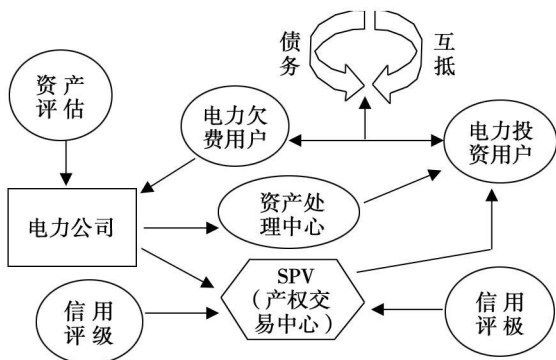 债务
互抵
资产
评估
电力欠
费用户
电力投
资用户
电力公司
资产处
理中心
SPV
(产权交
易中心)
信用
评级
信用
评极